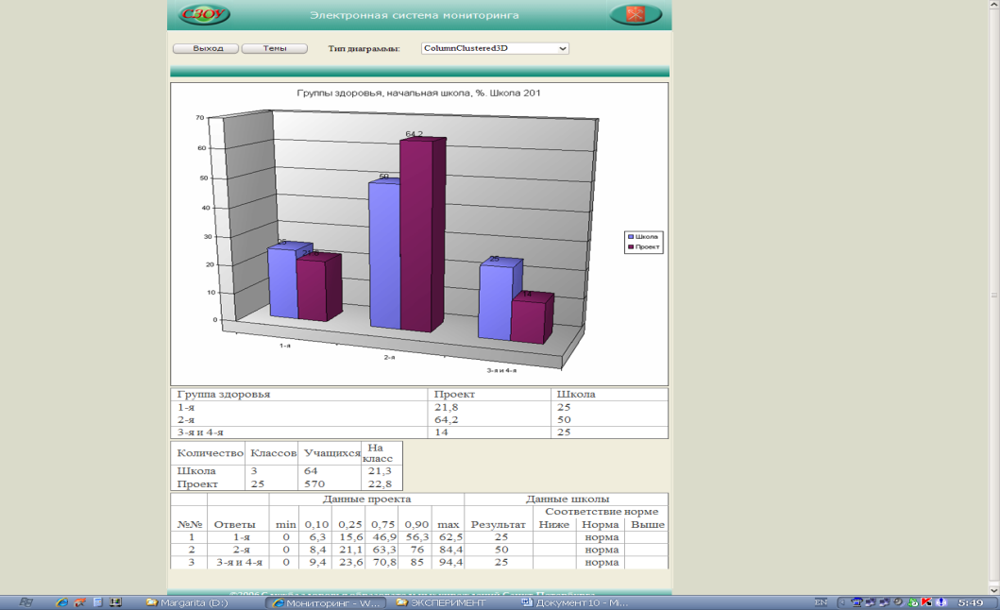 СЗОУ
Электронная система мониторинга
Выход Темы Тип диаграммы: ColumnClustered3D
Группы здоровья, начальная школа, %. Школа 201
70
60
50
40
30
20
10
0
25
21,8
50
64,2
25
14
1-я
2-я
3-я и 4-я
Школа
Проект
Группа здоровья Проект Школа
1-я 21,8 25
2-я 64,2 50
3-я и 4-я 14 25
Количество Классов Учащихся На класс
Школа 3 64 21,3
Проект 25 570 22,8
Данные проекта Данные школы
Соответствие норме
№№ Ответы min 0,10 0,25 0,75 0,90 max Результат Ниже Норма Выше
1 1-я 0 6,3 15,6 46,9 56,3 62,5 25 норма
2 2-я 0 8,4 21,1 63,3 76 84,4 50 норма
3 3-я и 4-я 0 9,4 23,6 70,8 85 94,4 25 норма
Margarita (D:) Мониторинг - W... ЭКСПЕРИМЕНТ Документ10 - Mi... EN 5:49